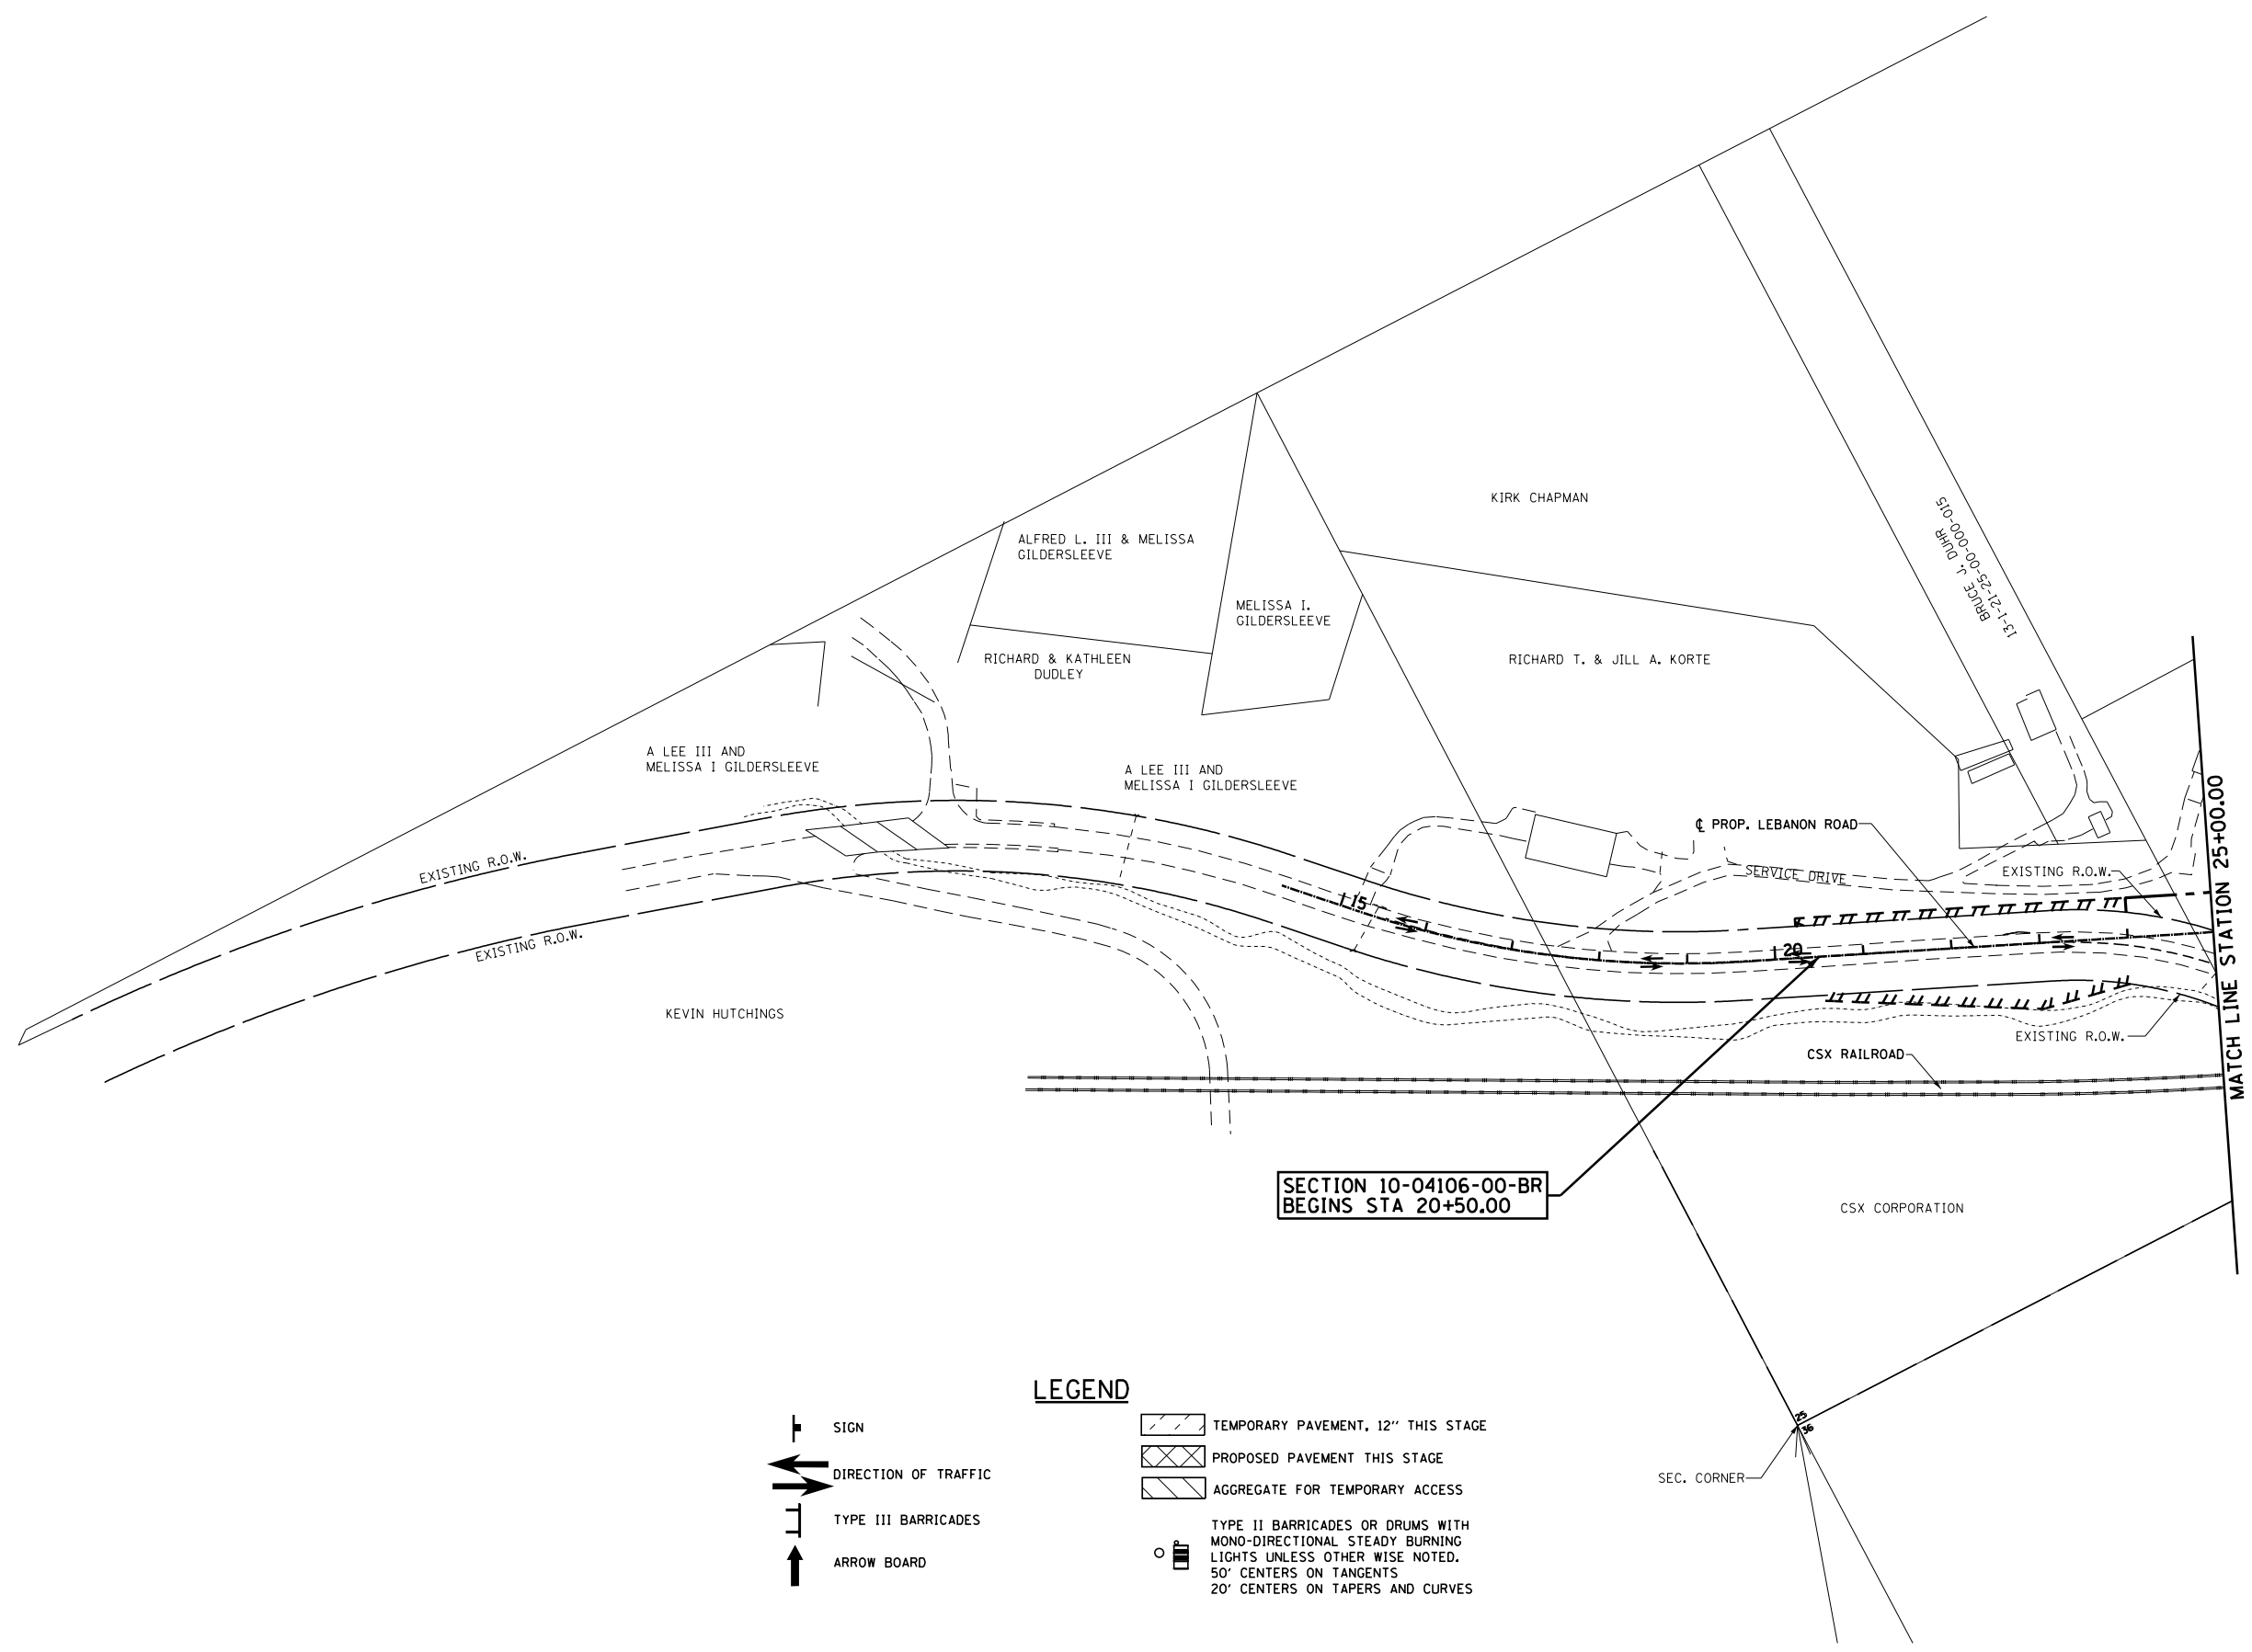 KIRK CHAPMAN
BRUCE J. DUHR
13-1-21-25-00-000-015
ALFRED L. III & MELISSA
GILDERSLEEVE
MELISSA I.
GILDERSLEEVE
RICHARD & KATHLEEN
DUDLEY
RICHARD T. & JILL A. KORTE
A LEE III AND
MELISSA I GILDERSLEEVE
A LEE III AND
MELISSA I GILDERSLEEVE
℄ PROP. LEBANON ROAD
EXISTING R.O.W.
SERVICE DRIVE
EXISTING R.O.W.
15
20
EXISTING R.O.W.
KEVIN HUTCHINGS
EXISTING R.O.W.
CSX RAILROAD
MATCH LINE STATION 25+00.00
SECTION 10-04106-00-BR
BEGINS STA 20+50.00
CSX CORPORATION
25
36
SEC. CORNER
LEGEND
SIGN
DIRECTION OF TRAFFIC
TYPE III BARRICADES
ARROW BOARD
TEMPORARY PAVEMENT, 12" THIS STAGE
PROPOSED PAVEMENT THIS STAGE
AGGREGATE FOR TEMPORARY ACCESS
TYPE II BARRICADES OR DRUMS WITH
MONO-DIRECTIONAL STEADY BURNING
LIGHTS UNLESS OTHER WISE NOTED.
50' CENTERS ON TANGENTS
20' CENTERS ON TAPERS AND CURVES